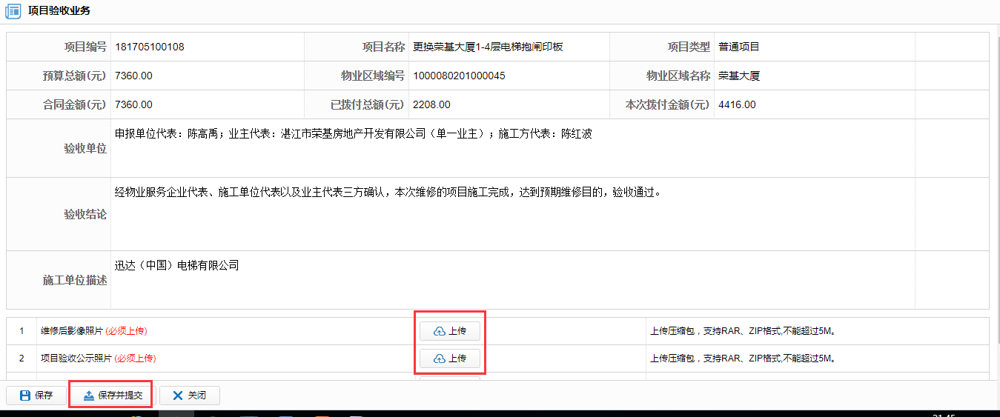 项目验收业务
项目编号 181705100108 项目名称 更换荣基大厦1-4层电梯抱闸印板 项目类型 普通项目
预算总额(元) 7360.00 物业区域编号 1000080201000045 物业区域名称 荣基大厦
合同金额(元) 7360.00 已拨付总额(元) 2208.00 本次拨付金额(元) 4416.00
验收单位 申报单位代表：陈高禹；业主代表：湛江市荣基房地产开发有限公司（单一业主）；施工方代表：陈红波
验收结论 经物业服务企业代表、施工单位代表以及业主代表三方确认，本次维修的项目施工完成，达到预期维修目的，验收通过。
施工单位描述 迅达（中国）电梯有限公司
1 维修后影像照片 (必须上传) 上传 上传压缩包，支持RAR、ZIP格式,不能超过5M。
2 项目验收公示照片 (必须上传) 上传 上传压缩包，支持RAR、ZIP格式,不能超过5M。
保存 保存并提交 关闭